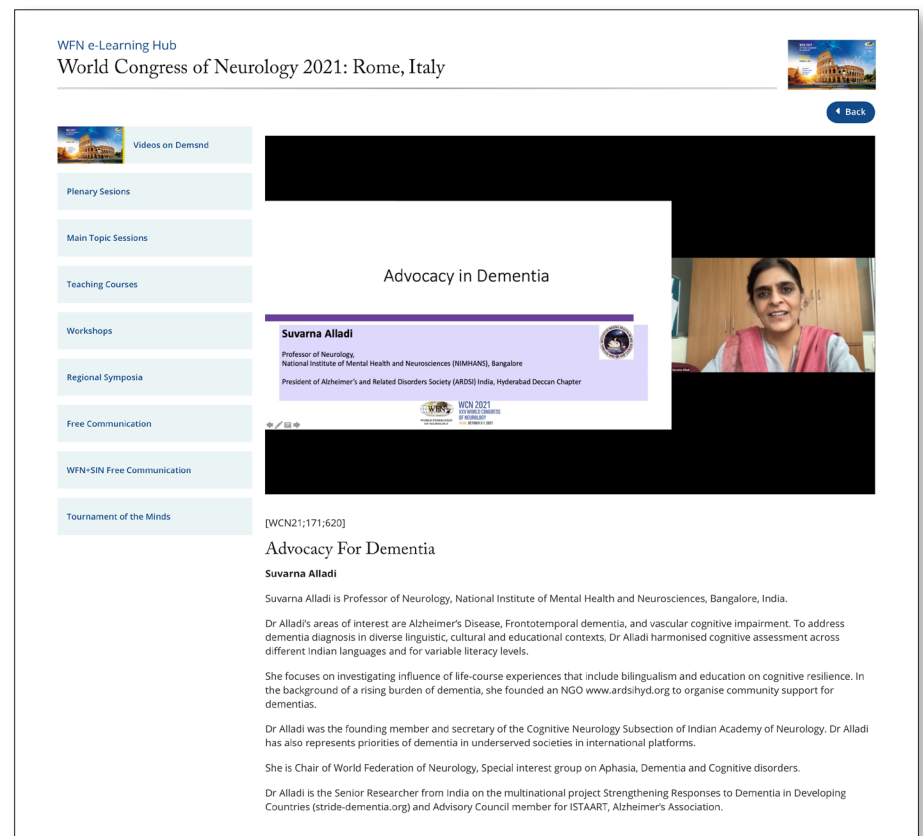 WFN e-Learning Hub
World Congress of Neurology 2021: Rome, Italy
Back
Videos on Demsnd
Plenary Sesions
Main Topic Sessions
Teaching Courses
Workshops
Regional Symposia
Free Communication
WFN+SIN Free Communication
Tournament of the Minds
Advocacy in Dementia
Suvarna Alladi
Professor of Neurology,
National Institute of Mental Health and Neurosciences (NIMHANS), Bangalore
President of Alzheimer's and Related Disorders Society (ARDSI) India, Hyderabad Deccan Chapter
WFN
WORLD FEDERATION
OF NEUROLOGY
WCN 2021
XXV WORLD CONGRESS
OF NEUROLOGY
[WCN21;171;620]
Advocacy For Dementia
Suvarna Alladi
Suvarna Alladi is Professor of Neurology, National Institute of Mental Health and Neurosciences, Bangalore, India.
Dr Alladi's areas of interest are Alzheimer's Disease, Frontotemporal dementia, and vascular cognitive impairment. To address
dementia diagnosis in diverse linguistic, cultural and educational contexts, Dr Alladi harmonised cognitive assessment across
different Indian languages and for variable literacy levels.
She focuses on investigating influence of life-course experiences that include bilingualism and education on cognitive resilience. In
the background of a rising burden of dementia, she founded an NGO www.ardsihyd.org to organise community support for
dementias.
Dr Alladi was the founding member and secretary of the Cognitive Neurology Subsection of Indian Academy of Neurology. Dr Alladi
has also represents priorities of dementia in underserved societies in international platforms.
She is Chair of World Federation of Neurology, Special interest group on Aphasia, Dementia and Cognitive disorders.
Dr Alladi is the Senior Researcher from India on the multinational project Strengthening Responses to Dementia in Developing
Countries (stride-dementia.org) and Advisory Council member for ISTAART, Alzheimer's Association.